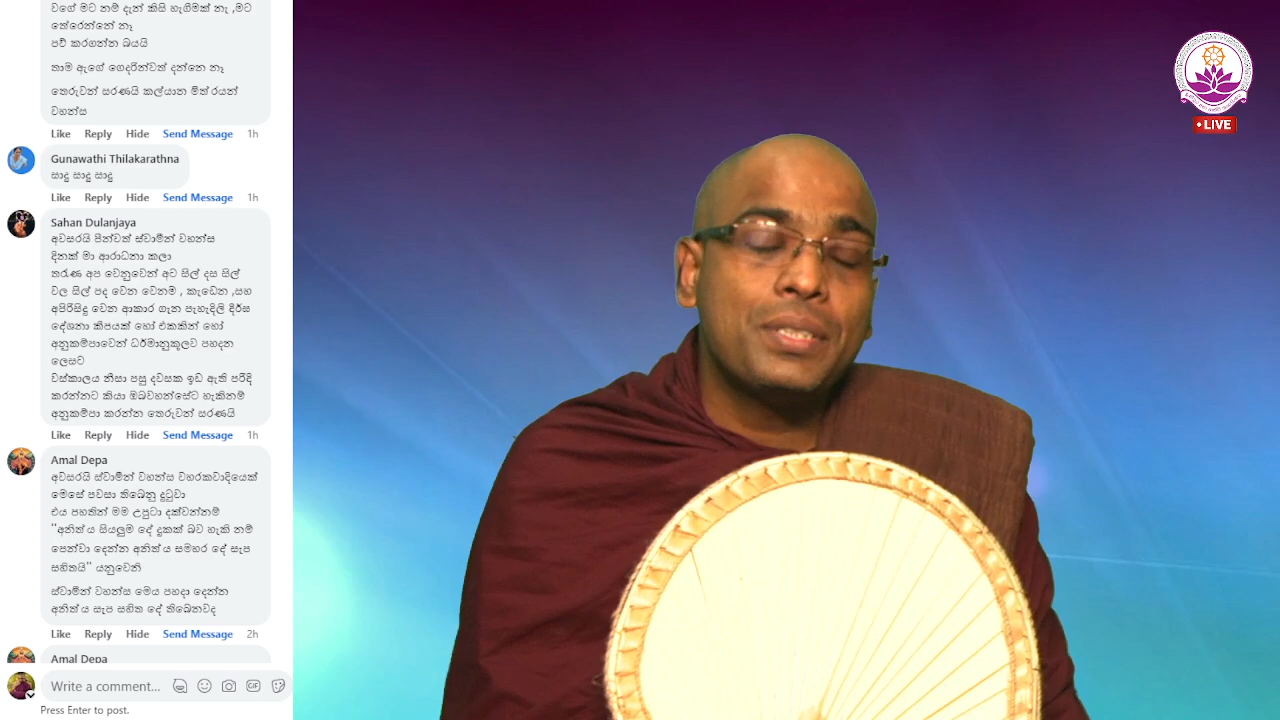 වගේ මට නම් දැන් කිසි හැගීමක් නැ ,මට
තේරෙන්නේ නෑ
පව් කරගන්න බයයි
තාම ඇගේ ගෙදරින්වත් දන්නෙ නෑ
තෙරුවන් සරණයි කල්යාන මිත් රයන්
වහන්ස
Like Reply Hide Send Message 1h
Gunawathi Thilakarathna
සාදු සාදු සාදු
Like Reply Hide Send Message 1h
Sahan Dulanjaya
අවසරයි පින්වත් ස්වාමීන් වහන්ස
දිනක් මා ආරාධනා කලා
තරුණ අප වෙනුවෙන් අට සිල් දස සිල්
වල සිල් පද වෙන වෙනම , කැඩෙන ,සහ
අපිරිසිදු වෙන ආකාර ගැන පැහැදිලි දීර්ඝ
දේශනා කීපයක් හෝ එකකින් හෝ
අනුකම්පාවෙන් ධර්මානුකූලව පහදන
ලෙසට
වස්කාලය නිසා පසු දවසක ඉඩ ඇති පරිදි
කරන්නට කියා ඔබවහන්සේට හැකිනම්
අනුකම්පා කරන්න තෙරුවන් සරණයි
Like Reply Hide Send Message 1h
Amal Depa
අවසරයි ස්වාමීන් වහන්ස වහරකවාදියෙක්
මෙසේ පවසා තිබෙනු දුටුවා
එය පහතින් මම උපුටා දක්වන්නම්
"අනිත් ය සියලුම දේ දුකක් බව හැකි නම්
පෙන්වා දෙන්න අනිත් ය සමහර දේ සැප
සහිතයි" යනුවෙනි
ස්වාමීන් වහන්ස මෙය පහදා දෙන්න
අනිත් ය සැප සහිත දේ තිබෙනවද
Like Reply Hide Send Message 2h
Amal Depa
Write a comment...
Press Enter to post.
LIVE